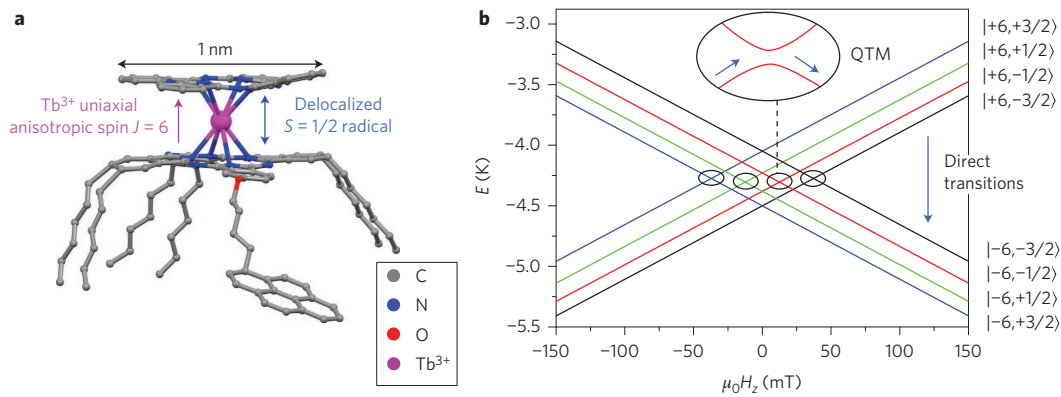 a
1 nm
Tb³⁺ uniaxial
anisotropic spin J = 6
Delocalized
S = 1/2 radical
C
N
O
Tb³⁺
b
E (K)
−3.0
−3.5
−4.0
−4.5
−5.0
−5.5
−150
−100
−50
0
50
100
150
μ₀H_z (mT)
QTM
|+6,+3/2⟩
|+6,+1/2⟩
|+6,−1/2⟩
|+6,−3/2⟩
Direct
transitions
|−6,−3/2⟩
|−6,−1/2⟩
|−6,+1/2⟩
|−6,+3/2⟩